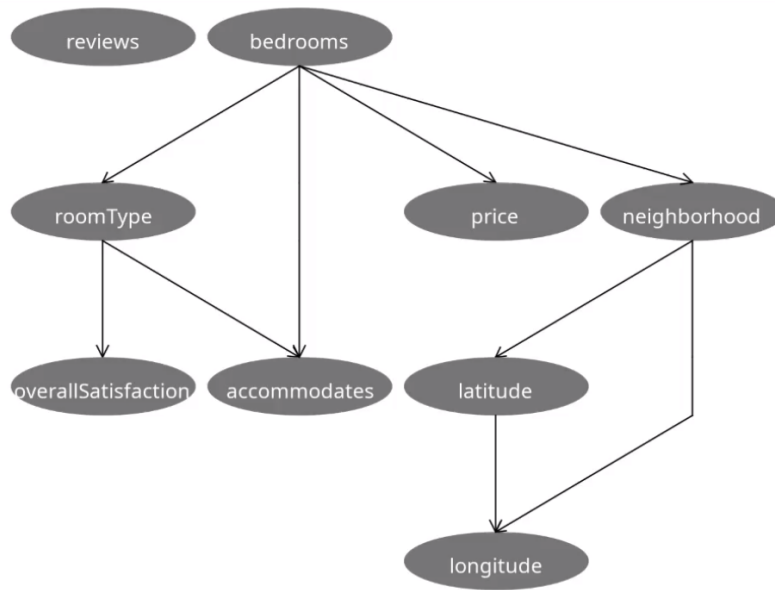 reviews
bedrooms
roomType
price
neighborhood
overallSatisfaction
accommodates
latitude
longitude